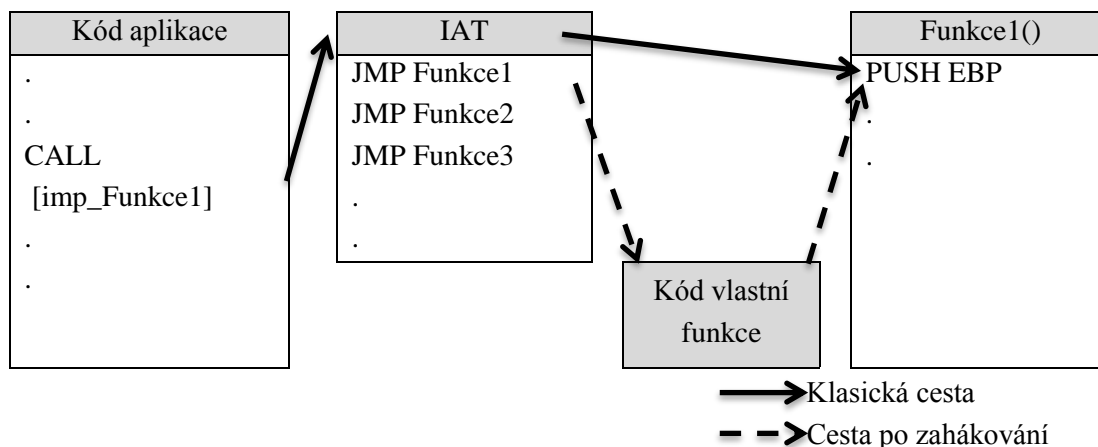 Kód aplikace
.
.
CALL
[imp_Funkce1]
.
.
IAT
JMP Funkce1
JMP Funkce2
JMP Funkce3
.
.
Kód vlastní
funkce
Funkce1()
PUSH EBP
.
.
Klasická cesta
Cesta po zahákování